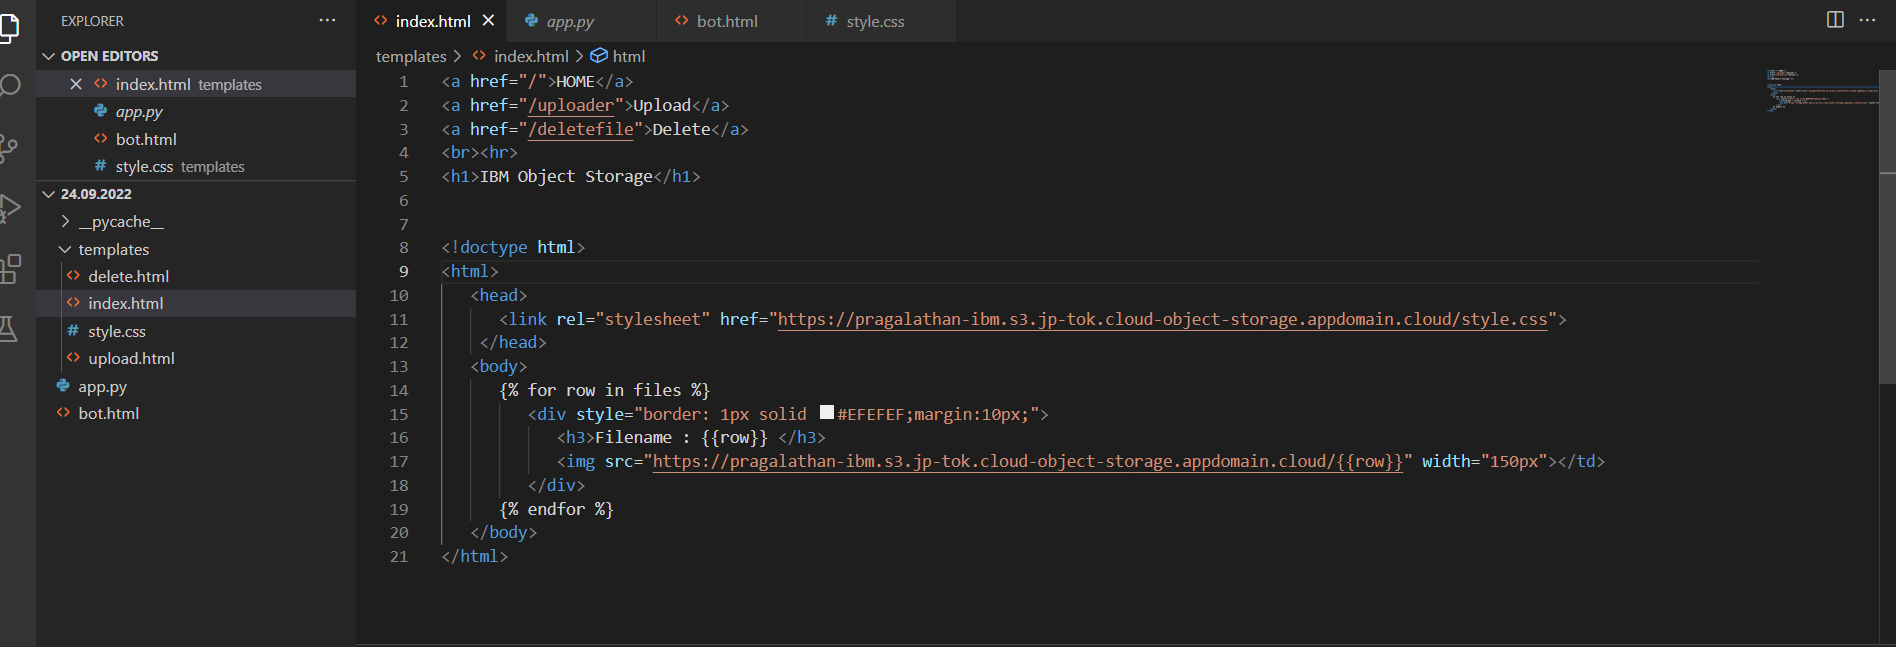 EXPLORER
OPEN EDITORS
index.html templates
app.py
bot.html
style.css templates
24.09.2022
__pycache__
templates
delete.html
index.html
style.css
upload.html
app.py
bot.html
index.html app.py bot.html # style.css
templates > index.html > html
1 <a href="/">HOME</a>
2 <a href="/uploader">Upload</a>
3 <a href="/deletefile">Delete</a>
4 <br><hr>
5 <h1>IBM Object Storage</h1>
6
7
8 <!doctype html>
9 <html>
10 <head>
11 <link rel="stylesheet" href="https://pragalathan-ibm.s3.jp-tok.cloud-object-storage.appdomain.cloud/style.css">
12 </head>
13 <body>
14 {% for row in files %}
15 <div style="border: 1px solid #EFEFEF;margin:10px;">
16 <h3>Filename : {{row}} </h3>
17 <img src="https://pragalathan-ibm.s3.jp-tok.cloud-object-storage.appdomain.cloud/{{row}}" width="150px"></td>
18 </div>
19 {% endfor %}
20 </body>
21 </html>